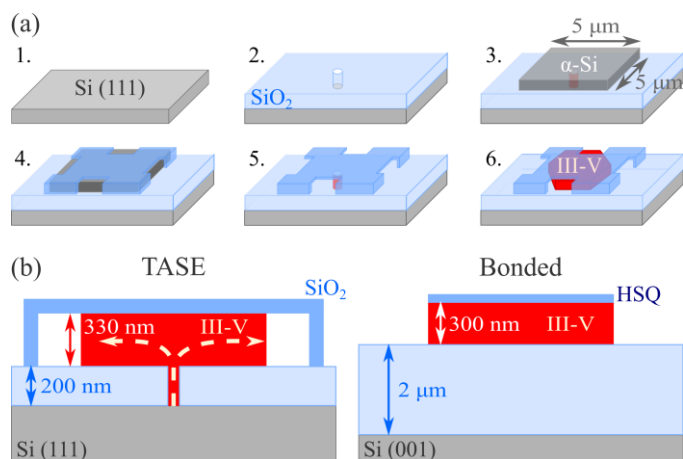 (a)
1.
Si (111)
2.
SiO₂
3.
5 μm
α-Si
5 μm
4.
5.
6.
III-V
(b)
TASE
Bonded
SiO₂
HSQ
330 nm
III-V
300 nm
III-V
200 nm
2 μm
Si (111)
Si (001)